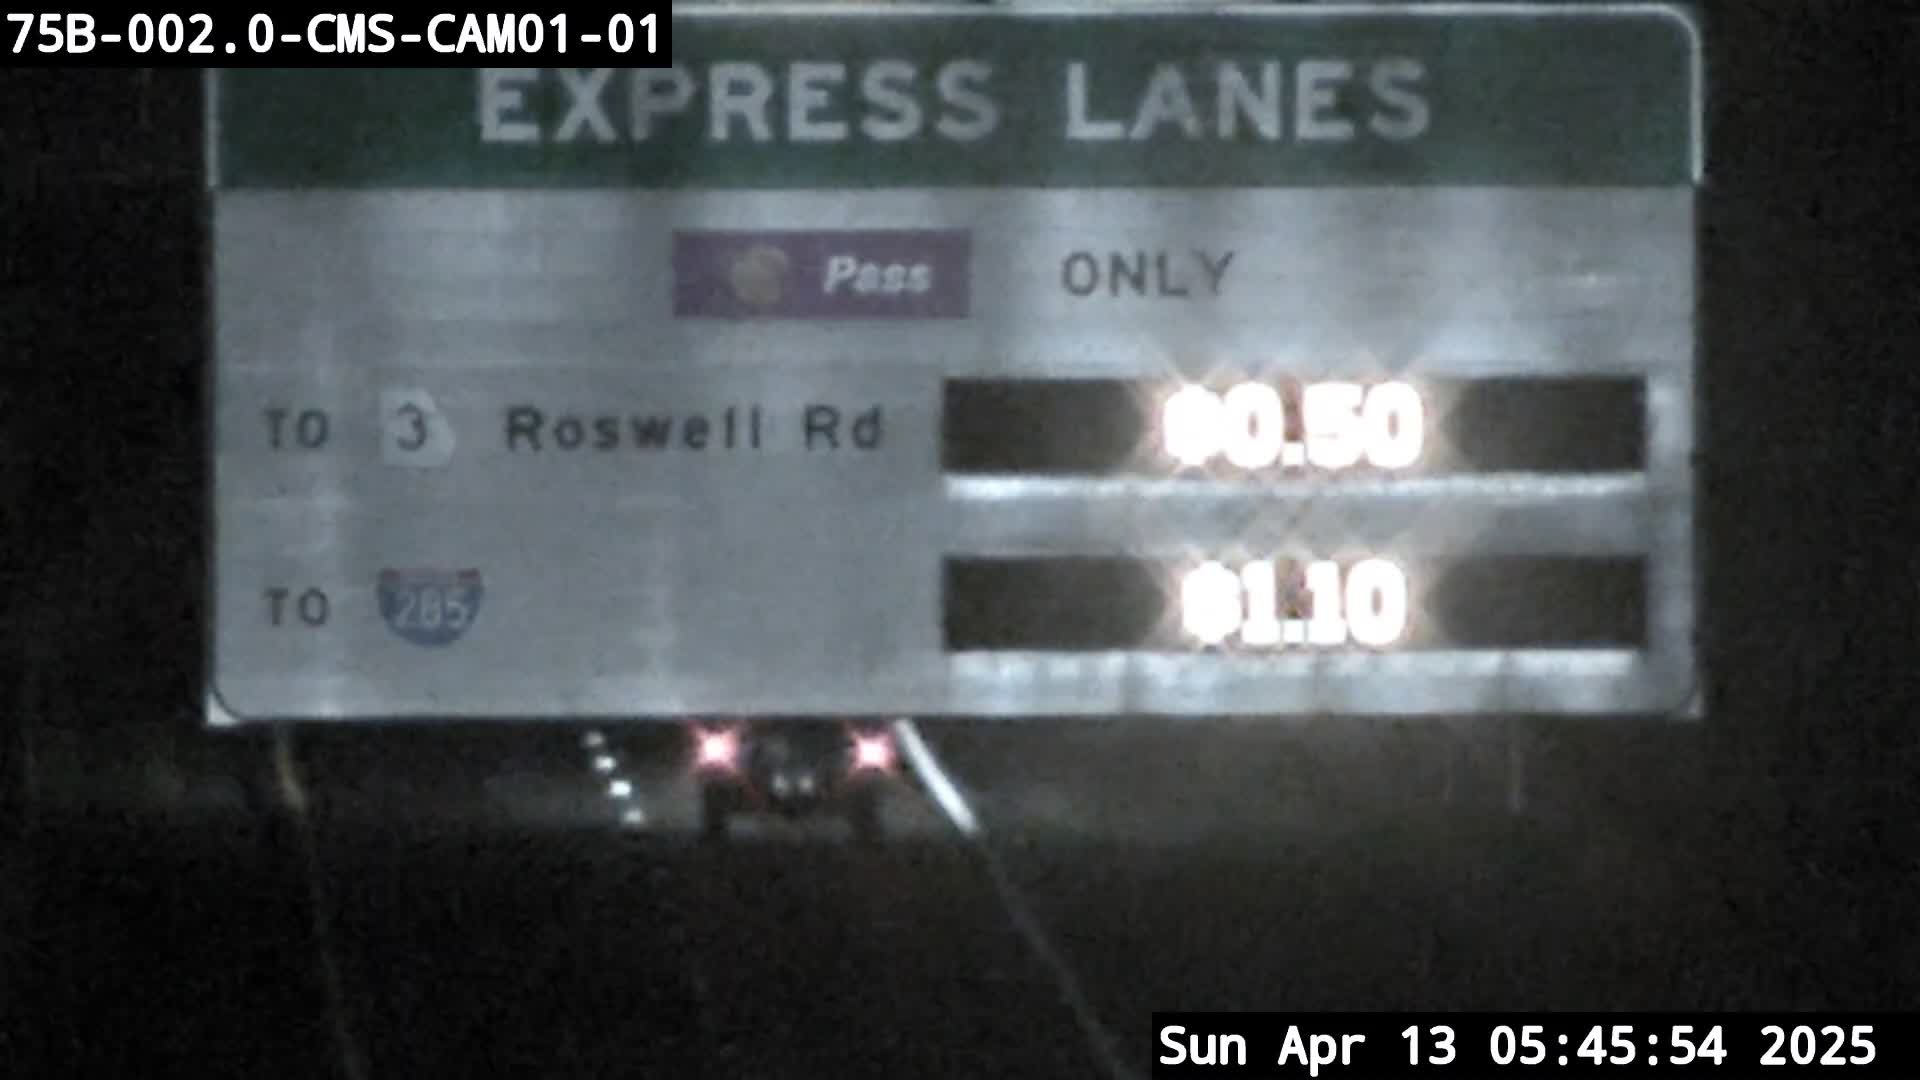 75B-002.0-CMS-CAM01-01
EXPRESS LANES
Pass ONLY
TO 3 Roswell Rd $0.50
TO 285 $1.10
Sun Apr 13 05:45:54 2025